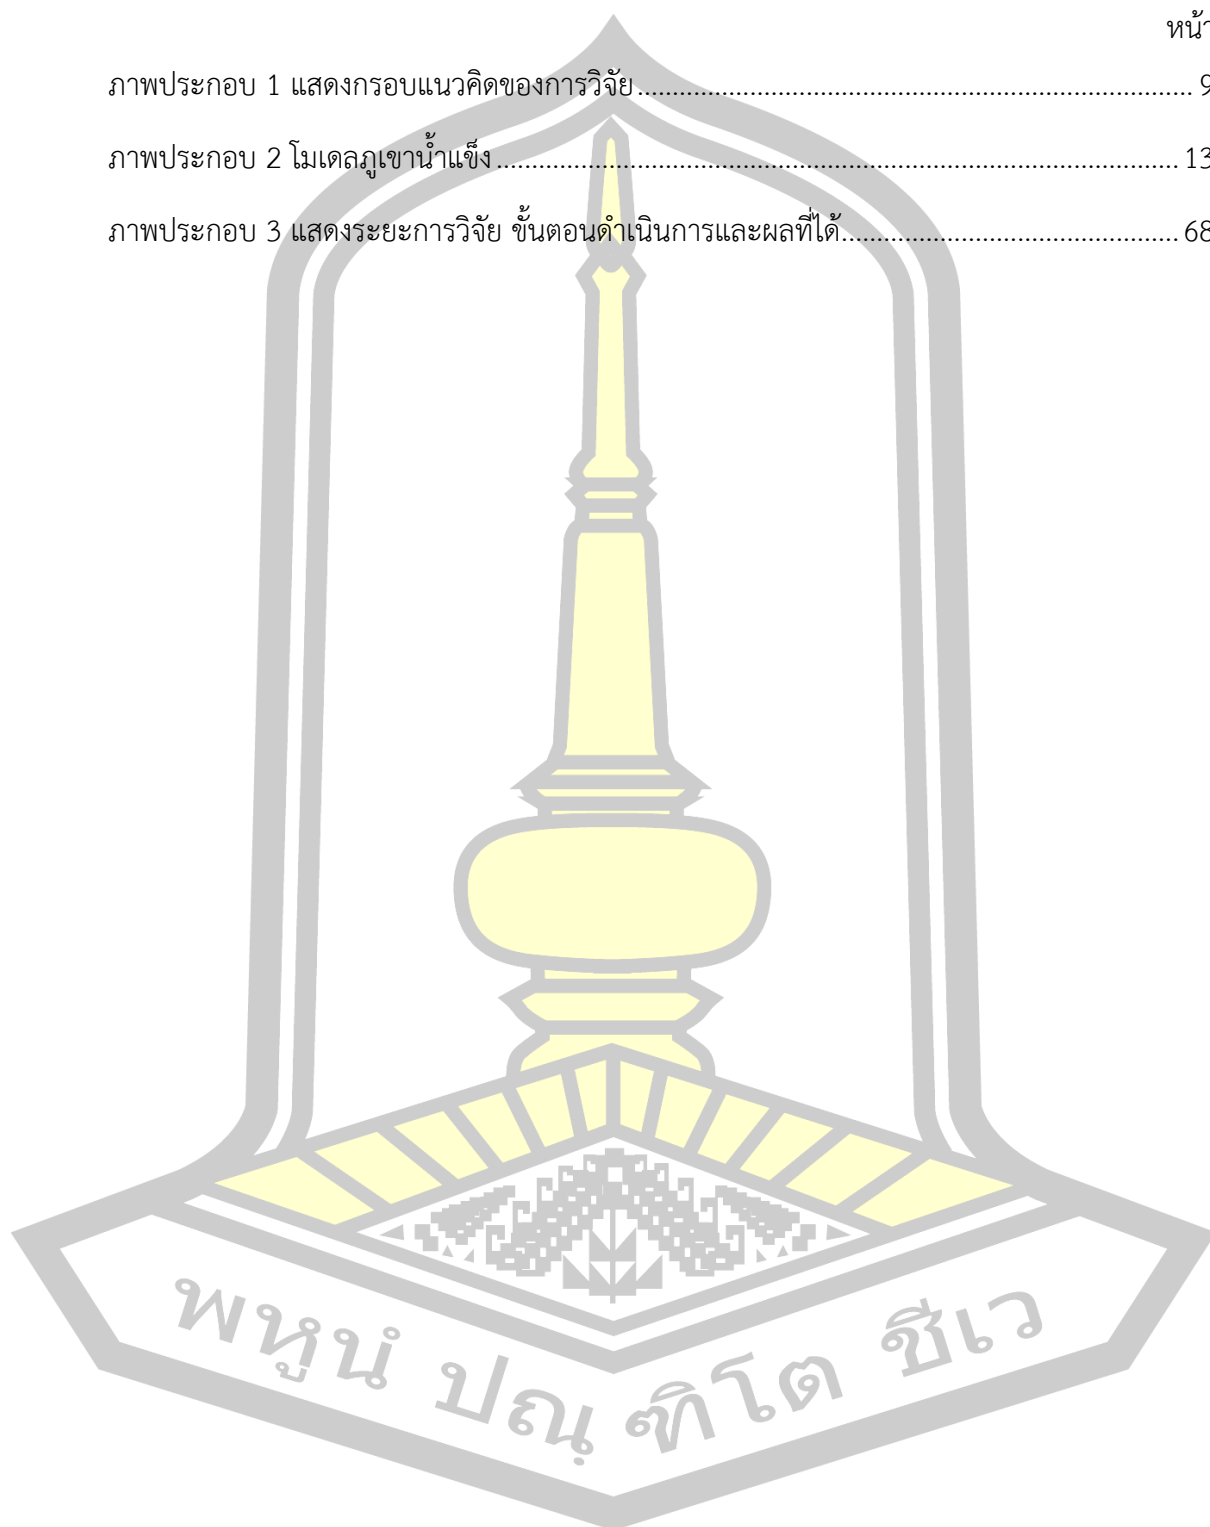 หน้า
ภาพประกอบ 1 แสดงกรอบแนวคิดของการวิจัย............................................................................... 9
ภาพประกอบ 2 โมเดลภูเขาน้ำแข็ง.................................................................................................. 13
ภาพประกอบ 3 แสดงระยะการวิจัย ขั้นตอนดำเนินการและผลที่ได้................................................ 68
พหูนํ ปณฺฑิโต ชีเว